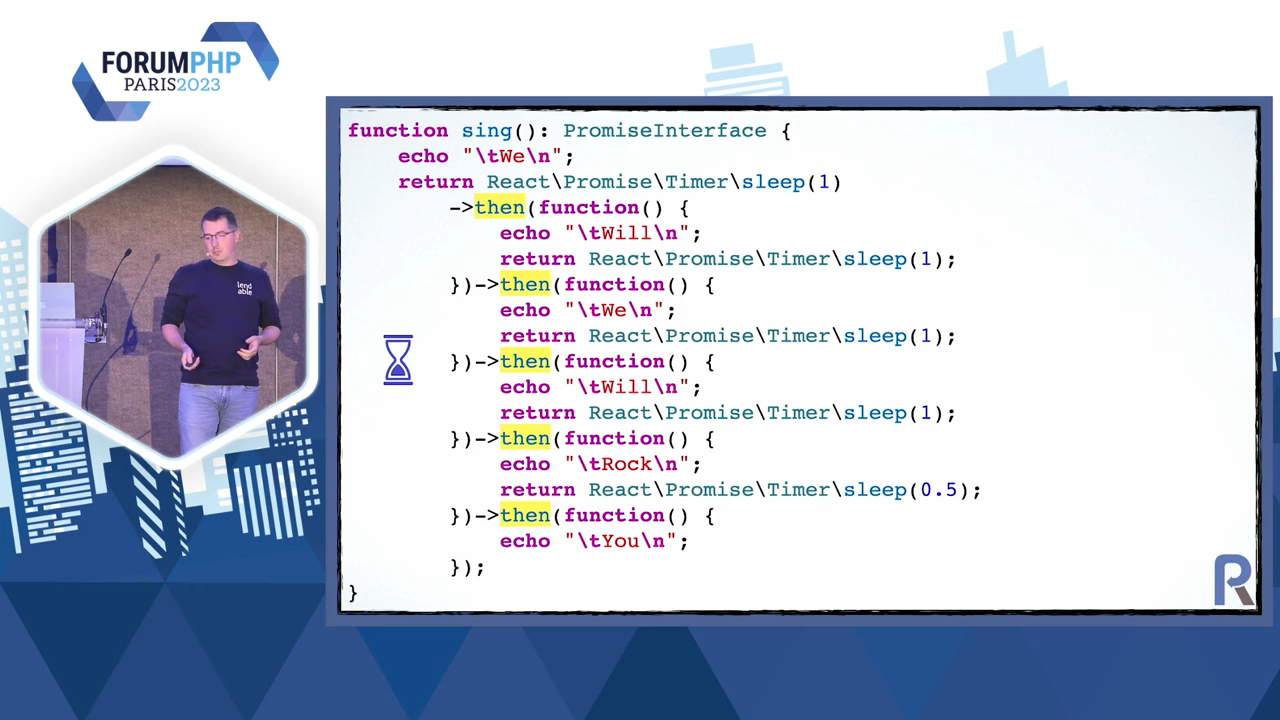 FORUMPHP
PARIS2023
lend
able
function sing(): PromiseInterface {
    echo "\tWe\n";
    return React\Promise\Timer\sleep(1)
        ->then(function() {
            echo "\tWill\n";
            return React\Promise\Timer\sleep(1);
        })->then(function() {
            echo "\tWe\n";
            return React\Promise\Timer\sleep(1);
        })->then(function() {
            echo "\tWill\n";
            return React\Promise\Timer\sleep(1);
        })->then(function() {
            echo "\tRock\n";
            return React\Promise\Timer\sleep(0.5);
        })->then(function() {
            echo "\tYou\n";
        });
}
R